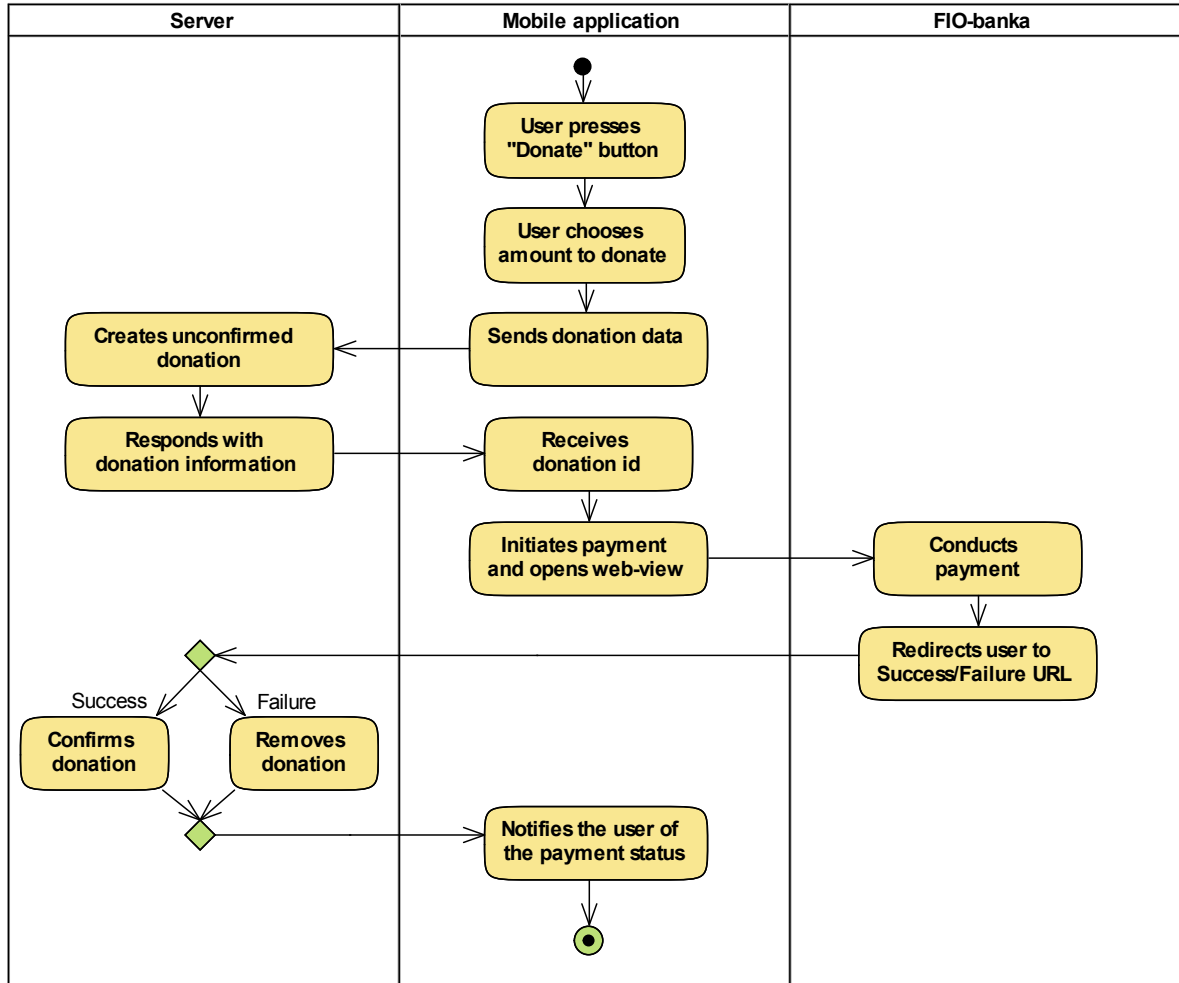 Server
Mobile application
FIO-banka
User presses
"Donate" button
User chooses
amount to donate
Creates unconfirmed
donation
Sends donation data
Responds with
donation information
Receives
donation id
Initiates payment
and opens web-view
Conducts
payment
Redirects user to
Success/Failure URL
Success
Failure
Confirms
donation
Removes
donation
Notifies the user of
the payment status